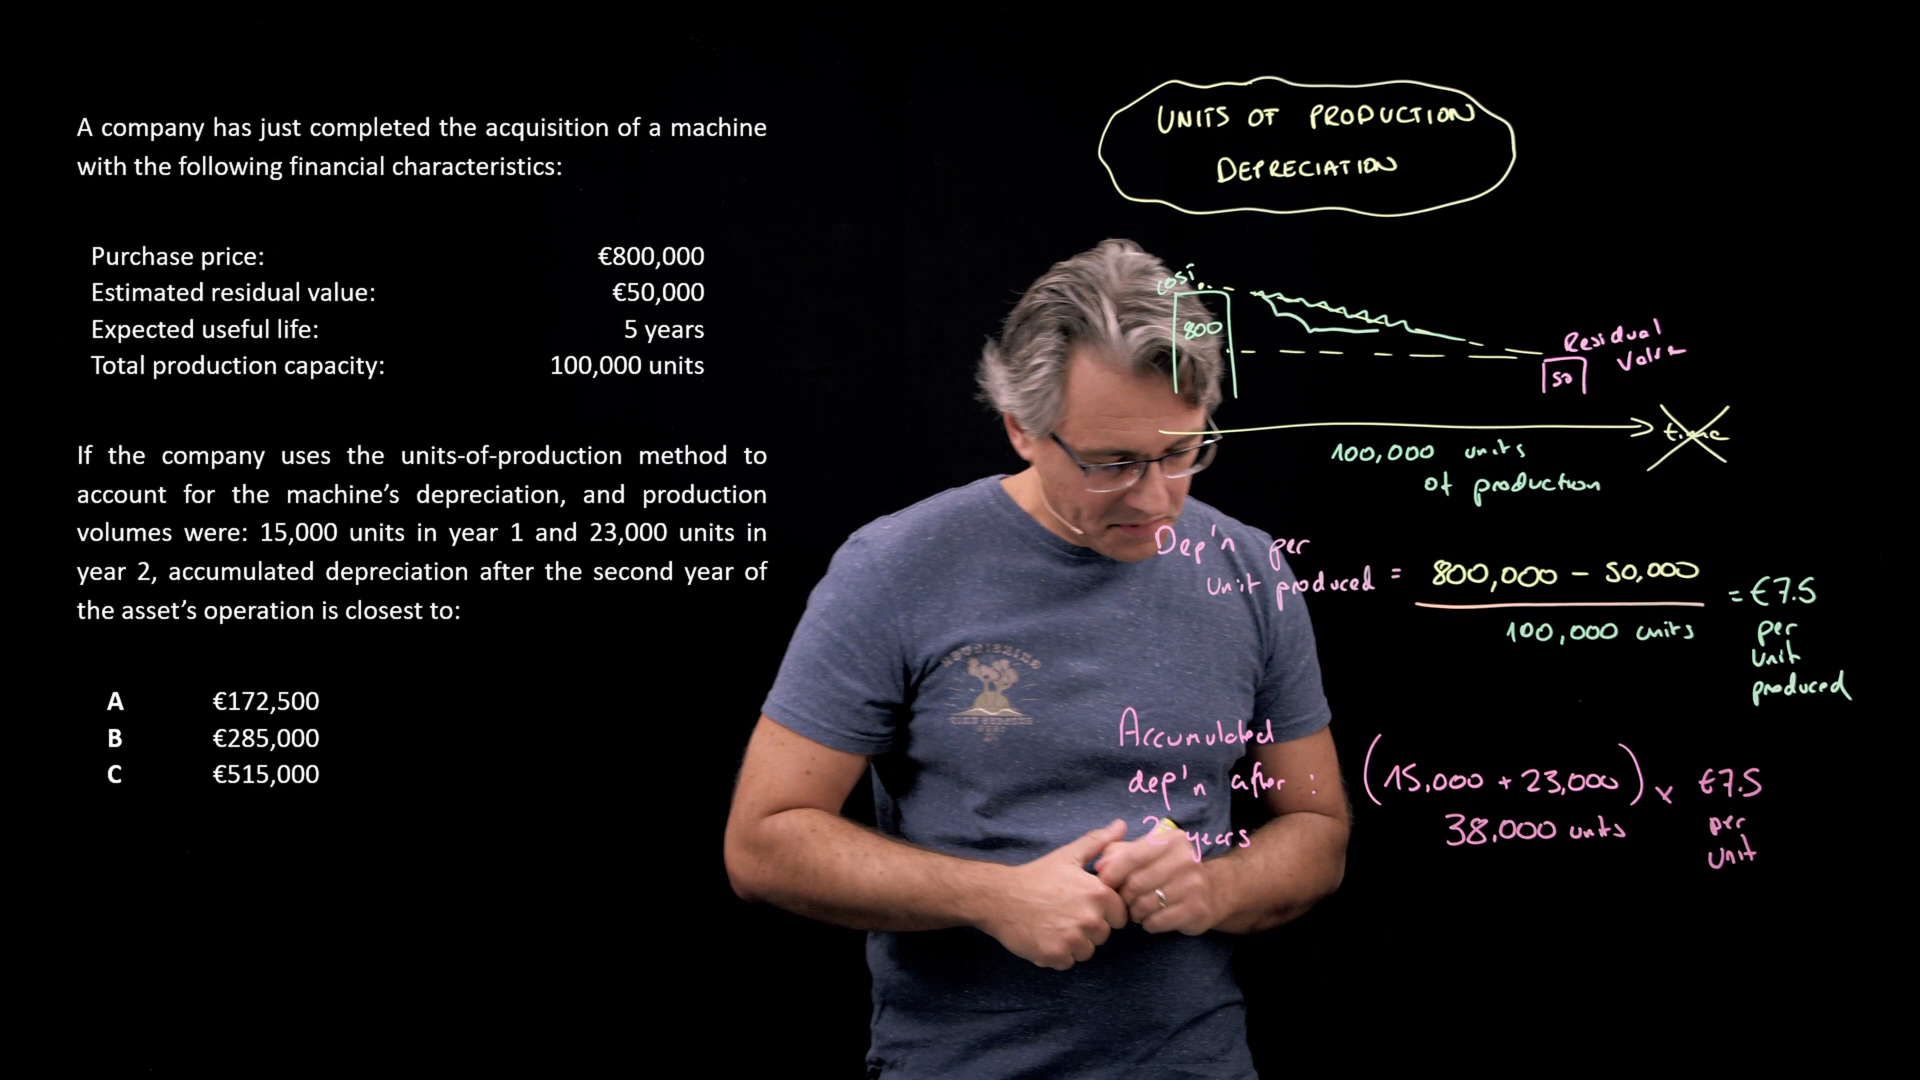 A company has just completed the acquisition of a machine
with the following financial characteristics:
Purchase price: €800,000
Estimated residual value: €50,000
Expected useful life: 5 years
Total production capacity: 100,000 units
If the company uses the units-of-production method to
account for the machine's depreciation, and production
volumes were: 15,000 units in year 1 and 23,000 units in
year 2, accumulated depreciation after the second year of
the asset's operation is closest to:
A €172,500
B €285,000
C €515,000
UNITS OF PRODUCTION
DEPRECIATION
cost
800
Residual
Value
50
time
100,000 units
of production
Dep'n per
Unit produced = 800,000 - 50,000
100,000 units
= €7.5
per
unit
produced
Accumulated
dep'n after :
2 years
(15,000 + 23,000) x €7.5
38,000 units
per
unit